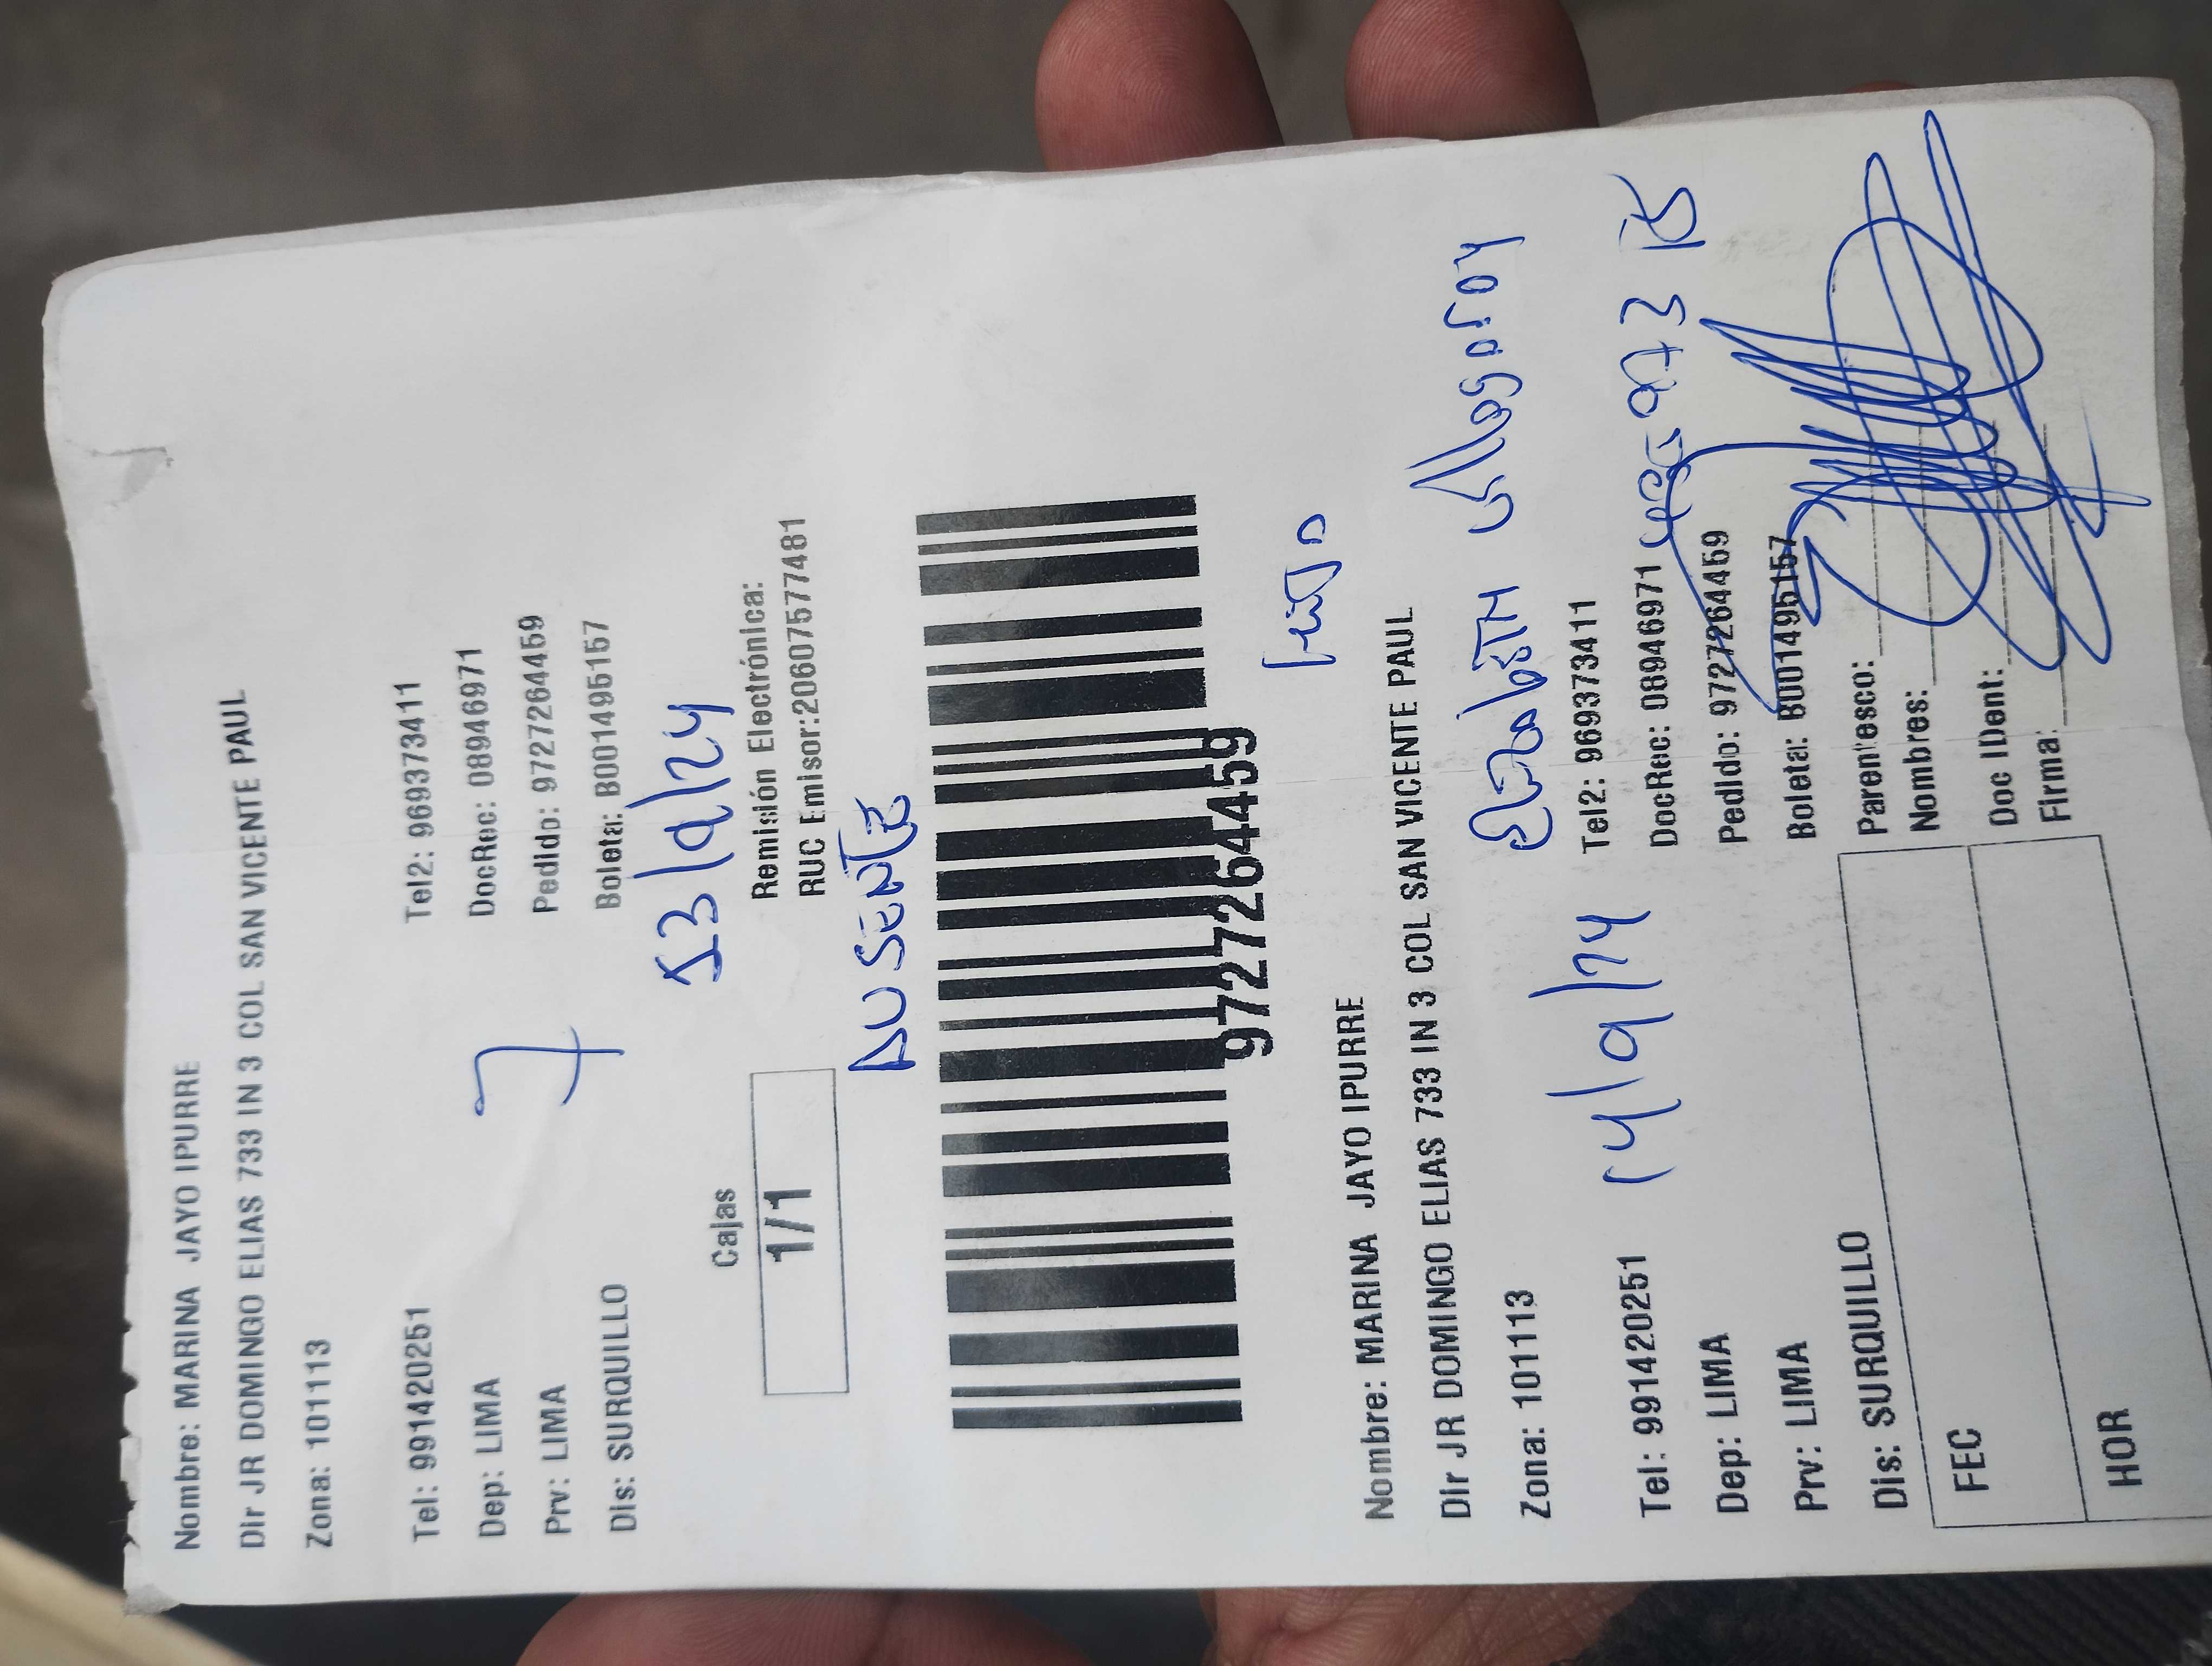 Nombre: MARINA JAYO IPURRE
Dir JR DOMINGO ELIAS 733 IN 3 COL SAN VICENTE PAUL
Zona: 101113
Tel: 991420251 Tel2: 969373411
Dep: LIMA DocRec: 08946971
Prv: LIMA Pedido: 9727264459
Dis: SURQUILLO Boleta: B001495157
7
13/9/24
Cajas
1/1
Remisión Electrónica:
RUC Emisor:20607577481
AUSENTE
9727264459
HIJO
Nombre: MARINA JAYO IPURRE
Dir JR DOMINGO ELIAS 733 IN 3 COL SAN VICENTE PAUL
Zona: 101113
Elizabeth
14/9/24
Tel: 991420251 Tel2: 969373411
Dep: LIMA DocRec: 08946971
Prv: LIMA Pedido: 9727264459
Dis: SURQUILLO Boleta: B001495157
FEC
HOR
Parentesco:
Nombres:
Doc IDent:
Firma: